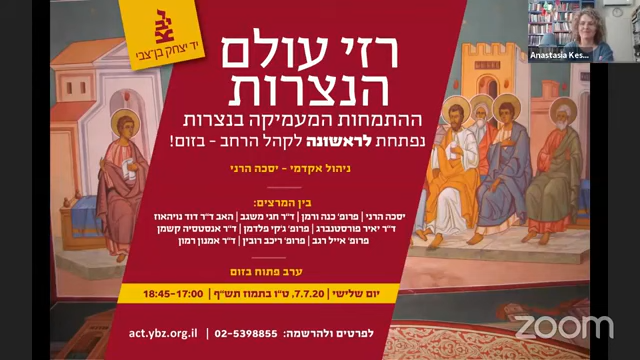 יד יצחק בן־צבי
Anastasia Kes...
רזי עולם
הנצרות
ההתמחות המעמיקה בנצרות
נפתחת לראשונה לקהל הרחב - בזום!
ניהול אקדמי - יסכה הרני
בין המרצים:
יסכה הרני | פרופ' כנה ורמן | ד"ר חגי משגב | האב ד"ר דוד נויהאוז
ד"ר יאיר פורסטנברג | פרופ' ג'קי פלדמן | ד"ר אנסטסיה קשמן
פרופ' אייל רגב | פרופ' ריכב רובין | ד"ר אמנון רמון
ערב פתוח בזום
יום שלישי | 7.7.20, ט"ו בתמוז תש"ף | 18:45-17:00
לפרטים ולהרשמה: 02-5398855 | act.ybz.org.il
zoom